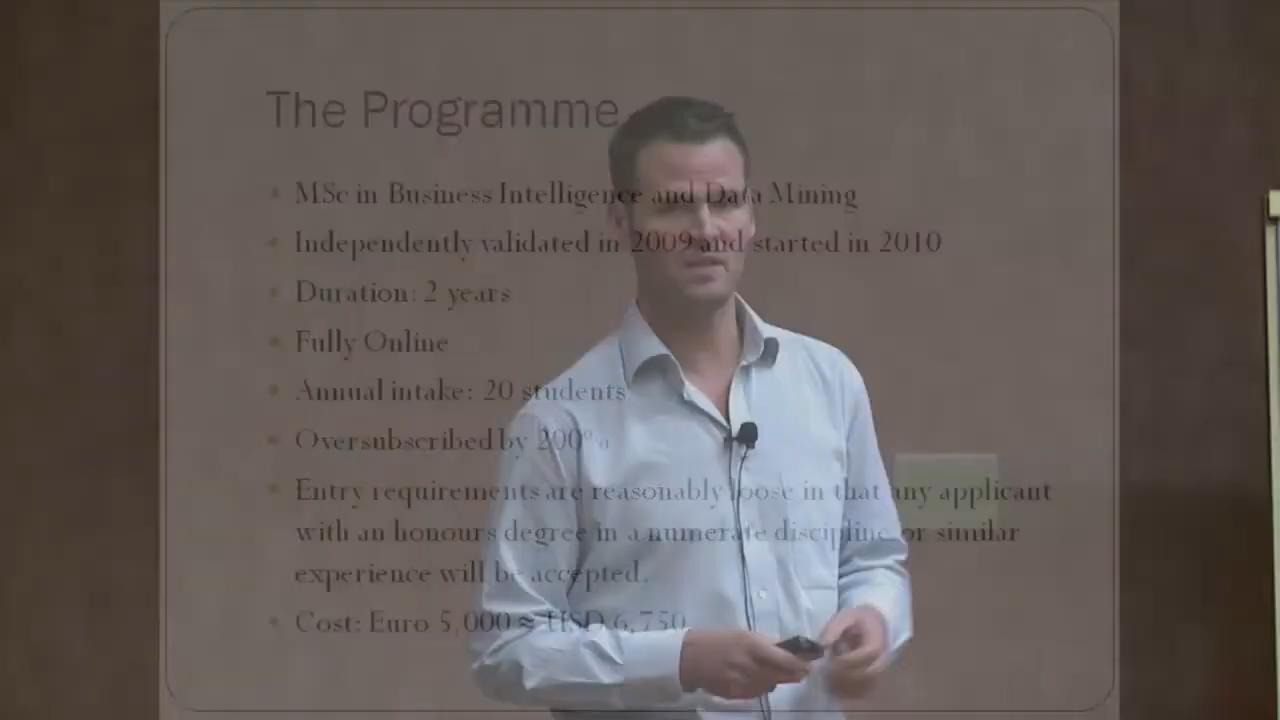 The Programme
MSc in Business Intelligence and Data Mining
Independently validated in 2009 and started in 2010
Duration: 2 years
Fully Online
Annual intake: 20 students
Oversubscribed by 200%
Entry requirements are reasonably loose in that any applicant
with an honours degree in a numerate discipline or similar
experience will be accepted.
Cost: Euro 5,000 ≈ USD 6,750